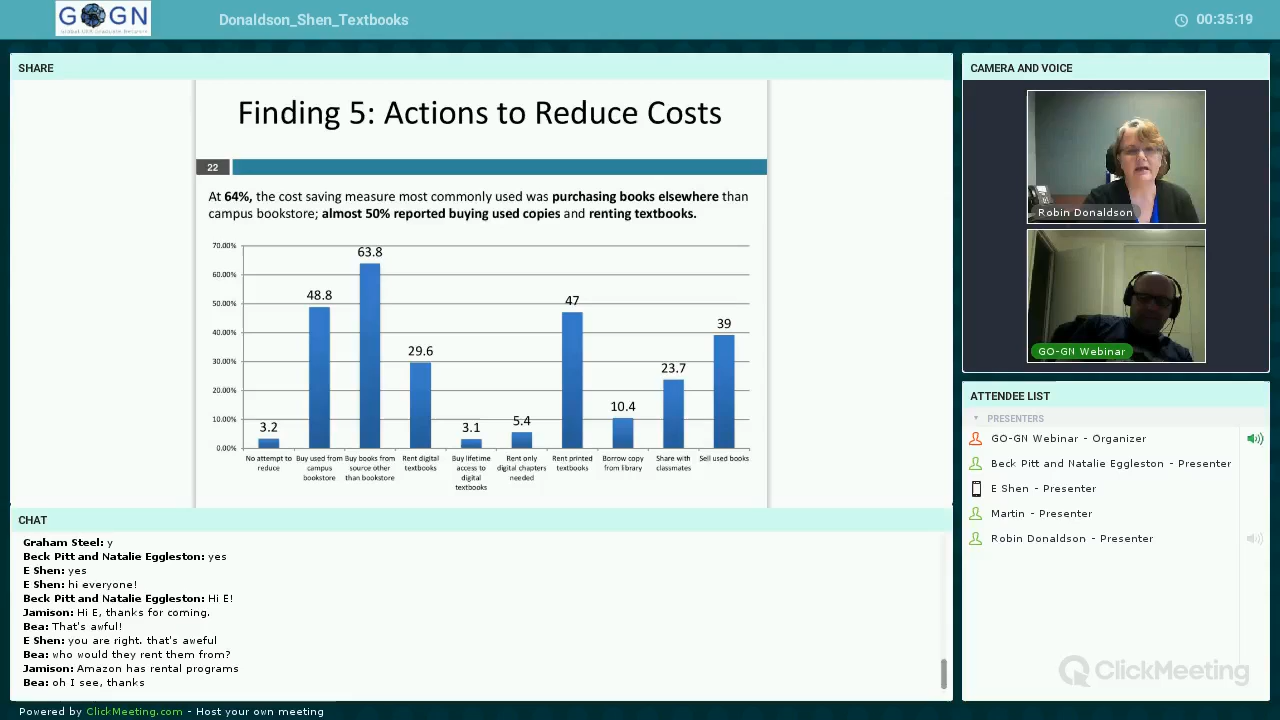 GOGN
Global OER Graduate Network
Donaldson_Shen_Textbooks
00:35:19
SHARE
Finding 5: Actions to Reduce Costs
22
At 64%, the cost saving measure most commonly used was purchasing books elsewhere than
campus bookstore; almost 50% reported buying used copies and renting textbooks.
70.00%
60.00%
50.00%
40.00%
30.00%
20.00%
10.00%
0.00%
3.2
48.8
63.8
29.6
3.1
5.4
47
10.4
23.7
39
No attempt to
reduce
Buy used from
campus
bookstore
Buy books from
source other
than bookstore
Rent digital
textbooks
Buy lifetime
access to
digital
textbooks
Rent only
digital chapters
needed
Rent printed
textbooks
Borrow copy
from library
Share with
classmates
Sell used books
CHAT
Graham Steel: y
Beck Pitt and Natalie Eggleston: yes
E Shen: yes
E Shen: hi everyone!
Beck Pitt and Natalie Eggleston: Hi E!
Jamison: Hi E, thanks for coming.
Bea: That's awful!
E Shen: you are right. that's aweful
Bea: who would they rent them from?
Jamison: Amazon has rental programs
Bea: oh I see, thanks
CAMERA AND VOICE
Robin Donaldson
GO-GN Webinar
ATTENDEE LIST
PRESENTERS
GO-GN Webinar - Organizer
Beck Pitt and Natalie Eggleston - Presenter
E Shen - Presenter
Martin - Presenter
Robin Donaldson - Presenter
ClickMeeting
Powered by ClickMeeting.com - Host your own meeting